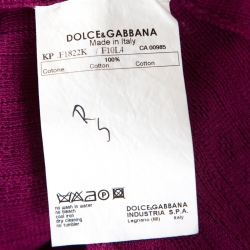 DOLCE&GABBANA
Made in Italy
KP .F1822K / F10L4 CA 00985
100%
Cotone Cotton Cotton
no wash in water
no bleach
cool iron
dry cleaning
no tumbler
DOLCE&GABBANA
INDUSTRIA S.P.A.
Legnano (MI) Italy